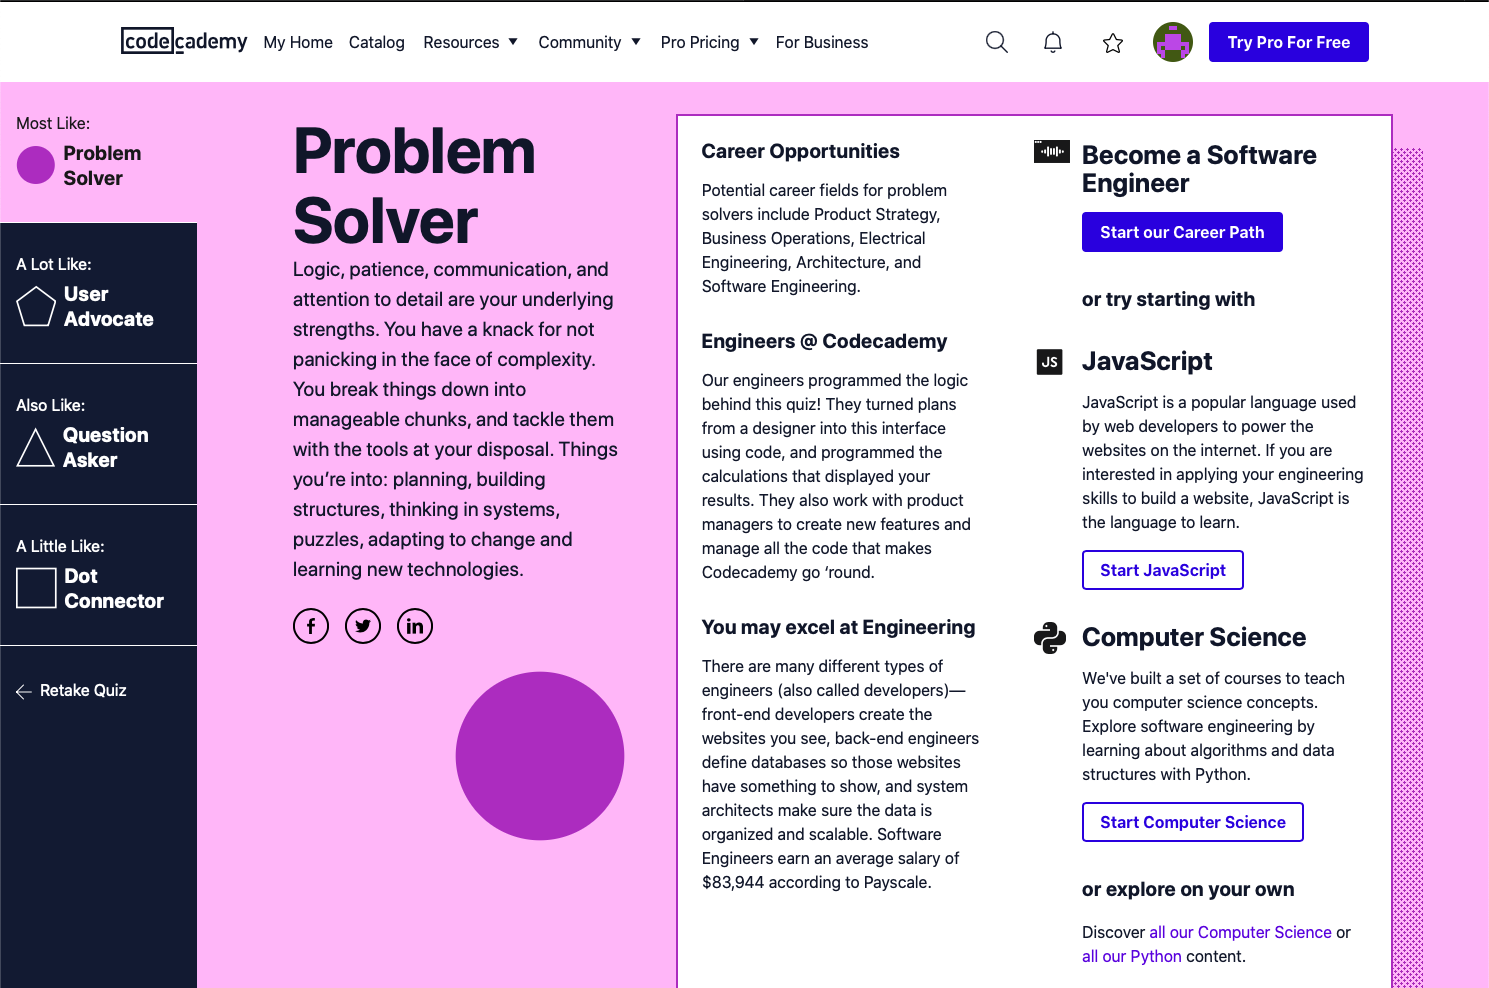 codecademy
My Home
Catalog
Resources
Community
Pro Pricing
For Business
Try Pro For Free
Most Like:
Problem
Solver
A Lot Like:
User
Advocate
Also Like:
Question
Asker
A Little Like:
Dot
Connector
Retake Quiz
Problem
Solver
Logic, patience, communication, and
attention to detail are your underlying
strengths. You have a knack for not
panicking in the face of complexity.
You break things down into
manageable chunks, and tackle them
with the tools at your disposal. Things
you’re into: planning, building
structures, thinking in systems,
puzzles, adapting to change and
learning new technologies.
f
in
Career Opportunities
Potential career fields for problem
solvers include Product Strategy,
Business Operations, Electrical
Engineering, Architecture, and
Software Engineering.
Engineers @ Codecademy
Our engineers programmed the logic
behind this quiz! They turned plans
from a designer into this interface
using code, and programmed the
calculations that displayed your
results. They also work with product
managers to create new features and
manage all the code that makes
Codecademy go ‘round.
You may excel at Engineering
There are many different types of
engineers (also called developers)—
front-end developers create the
websites you see, back-end engineers
define databases so those websites
have something to show, and system
architects make sure the data is
organized and scalable. Software
Engineers earn an average salary of
$83,944 according to Payscale.
Become a Software
Engineer
Start our Career Path
or try starting with
JS
JavaScript
JavaScript is a popular language used
by web developers to power the
websites on the internet. If you are
interested in applying your engineering
skills to build a website, JavaScript is
the language to learn.
Start JavaScript
Computer Science
We've built a set of courses to teach
you computer science concepts.
Explore software engineering by
learning about algorithms and data
structures with Python.
Start Computer Science
or explore on your own
Discover all our Computer Science or
all our Python content.